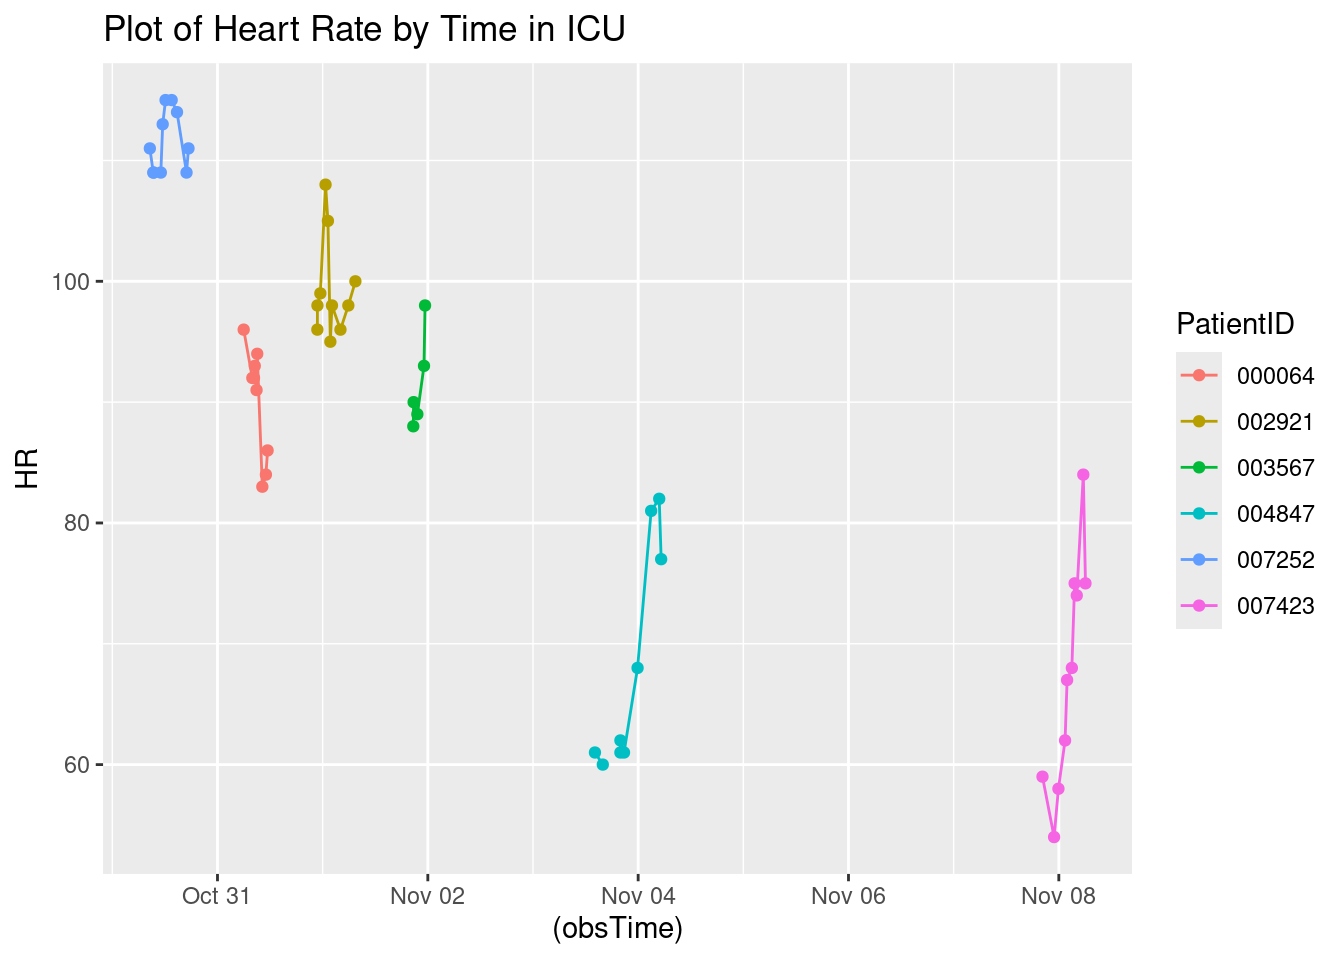 Plot of Heart Rate by Time in ICU
HR
100
80
60
Oct 31
Nov 02
Nov 04
Nov 06
Nov 08
(obsTime)
PatientID
000064
002921
003567
004847
007252
007423